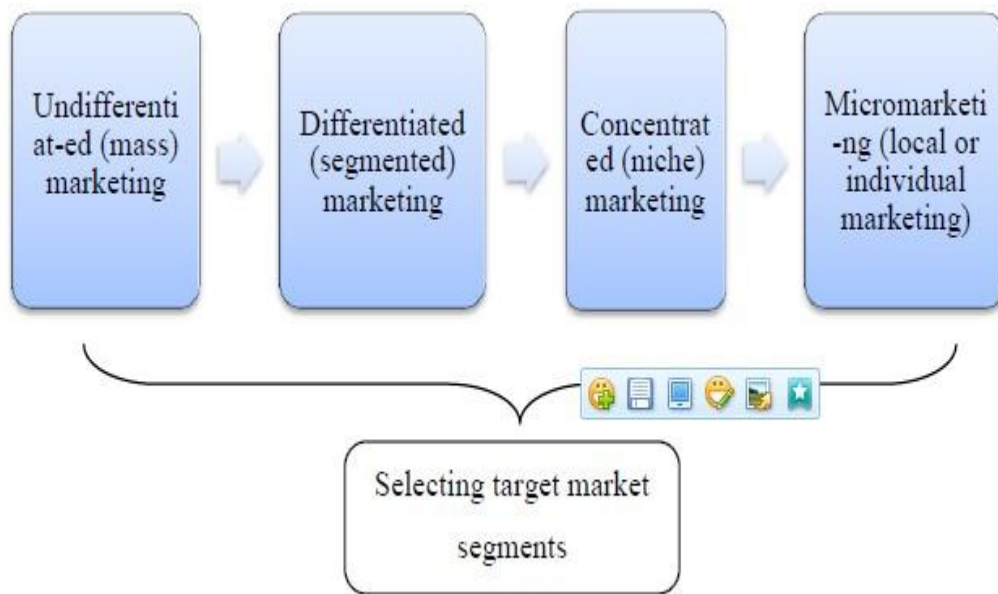 Undifferenti
at-ed (mass)
marketing
Differentiated
(segmented)
marketing
Concentrat
ed (niche)
marketing
Micromarketi
-ng (local or
individual
marketing)
Selecting target market
segments